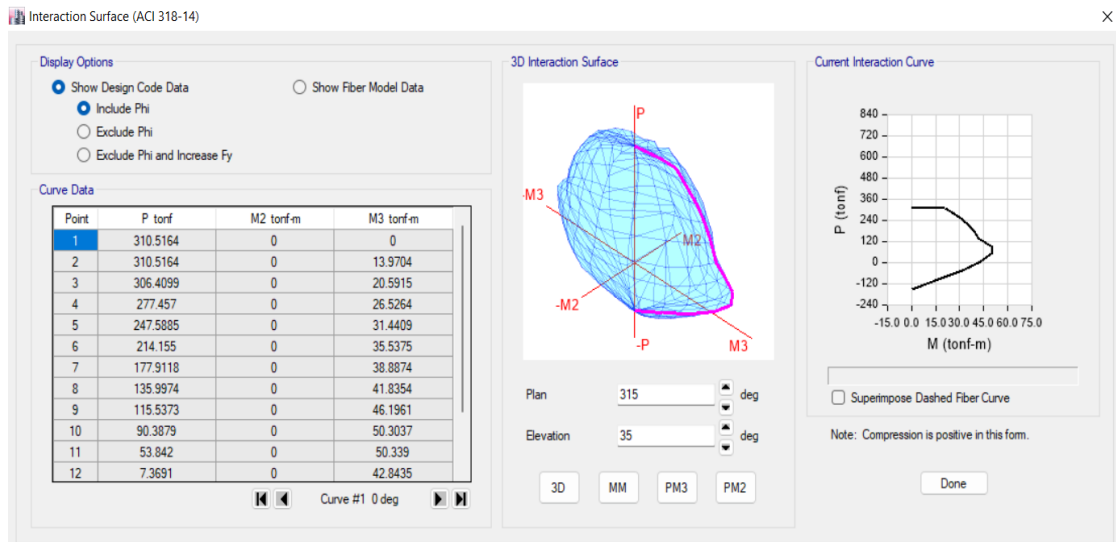 Interaction Surface (ACI 318-14)
Display Options
Show Design Code Data
Show Fiber Model Data
Include Phi
Exclude Phi
Exclude Phi and Increase Fy
Curve Data
Point P tonf M2 tonf-m M3 tonf-m
1 310.5164 0 0
2 310.5164 0 13.9704
3 306.4099 0 20.5915
4 277.457 0 26.5264
5 247.5885 0 31.4409
6 214.155 0 35.5375
7 177.9118 0 38.8874
8 135.9974 0 41.8354
9 115.5373 0 46.1961
10 90.3879 0 50.3037
11 53.842 0 50.339
12 7.3691 0 42.8435
Curve #1 0 deg
3D Interaction Surface
P
-M3
M2
-M2
-P
M3
Plan 315 deg
Elevation 35 deg
3D MM PM3 PM2
Current Interaction Curve
840
720
600
480
360
240
120
0
-120
-240
P (tonf)
-15.0 0.0 15.0 30.0 45.0 60.0 75.0
M (tonf-m)
Superimpose Dashed Fiber Curve
Note: Compression is positive in this form.
Done